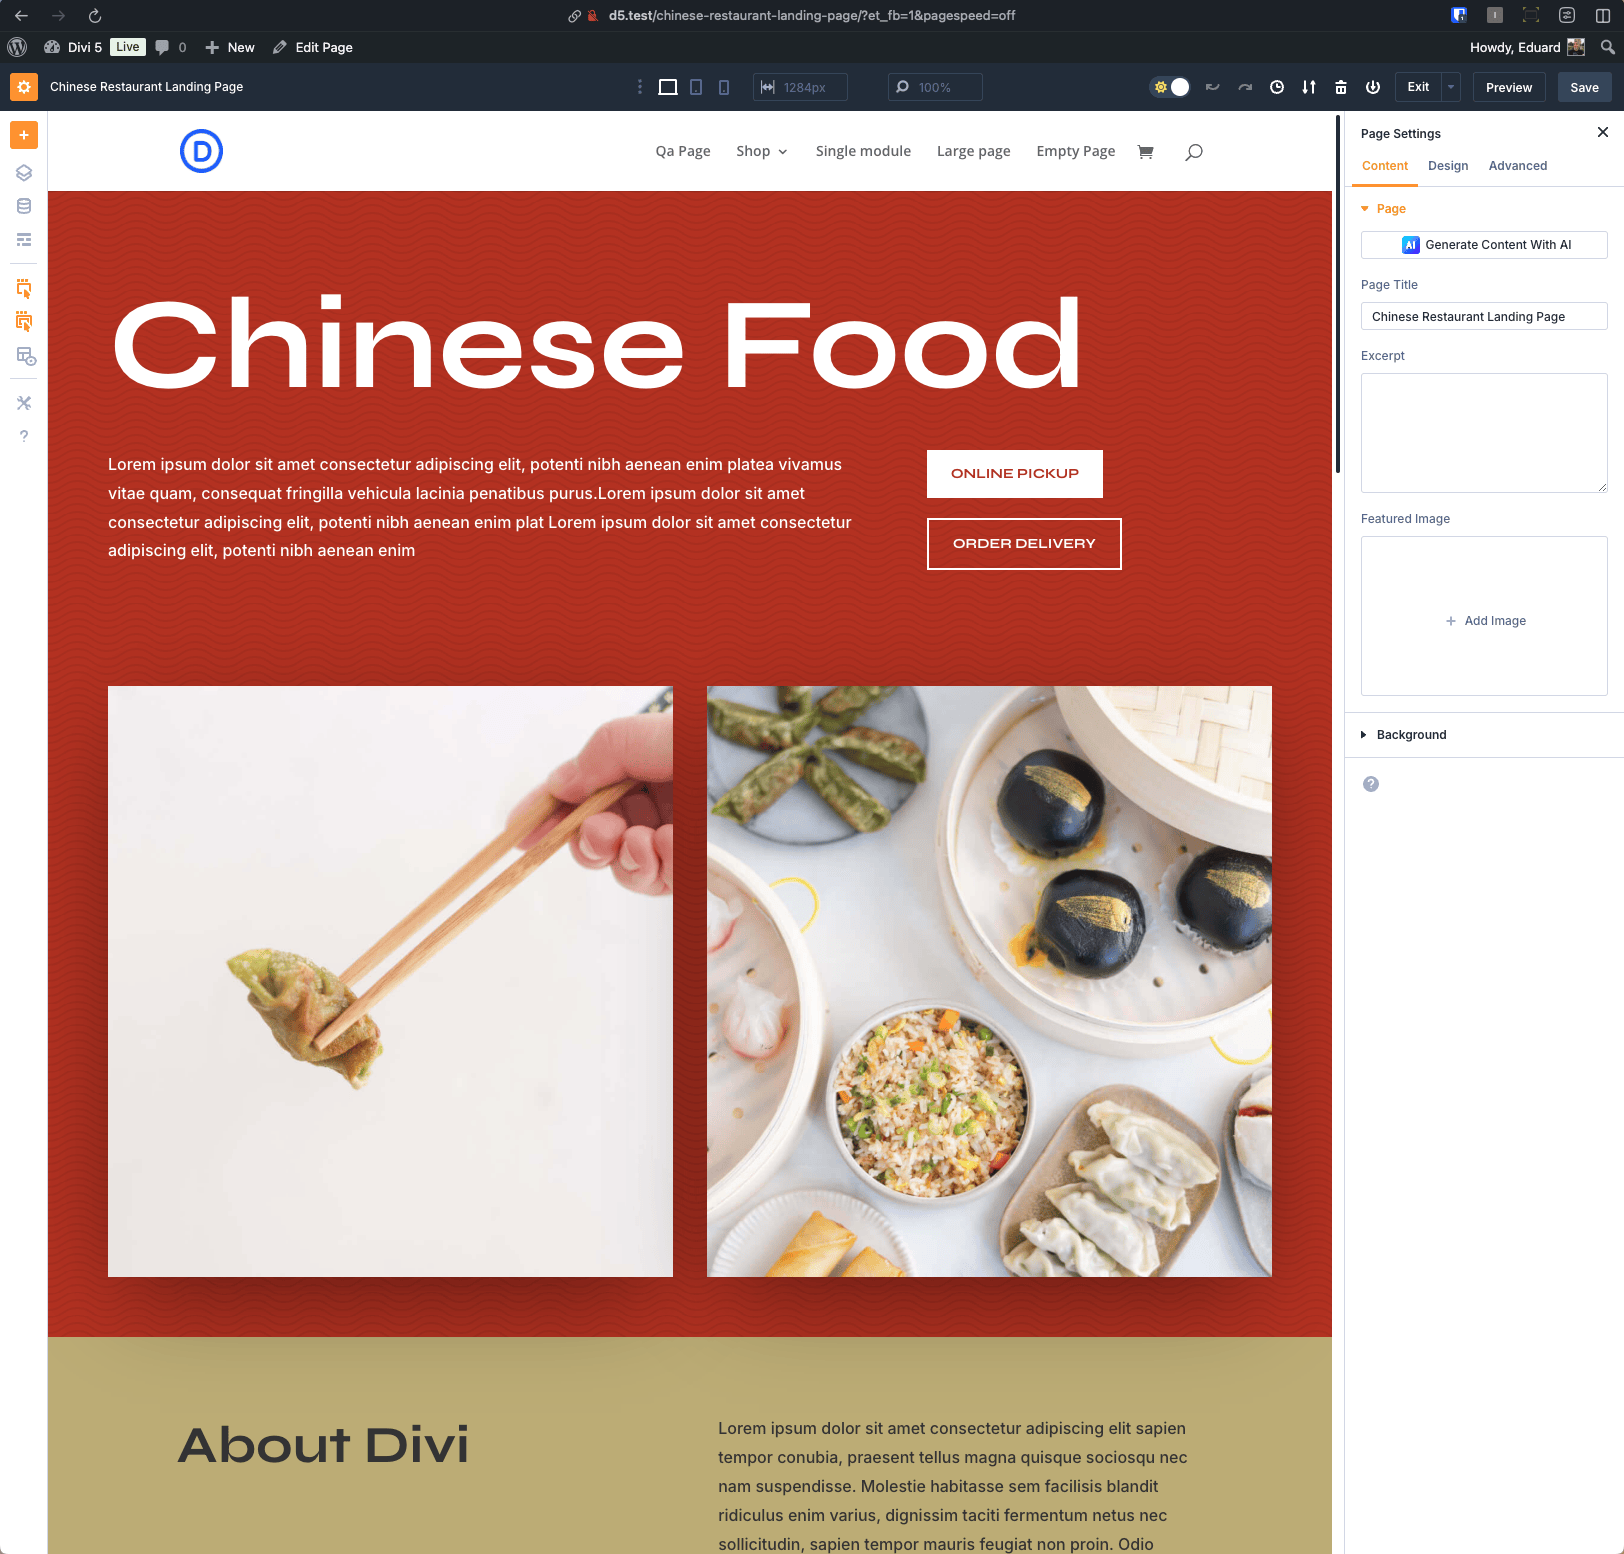 d5.test/chinese-restaurant-landing-page/?et_fb=1&pagespeed=off
Divi 5 Live 0 New Edit Page Howdy, Eduard
Chinese Restaurant Landing Page 1284px 100% Exit Preview Save
D Qa Page Shop Single module Large page Empty Page
Chinese Food
Lorem ipsum dolor sit amet consectetur adipiscing elit, potenti nibh aenean enim platea vivamus
vitae quam, consequat fringilla vehicula lacinia penatibus purus.Lorem ipsum dolor sit amet
consectetur adipiscing elit, potenti nibh aenean enim plat Lorem ipsum dolor sit amet consectetur
adipiscing elit, potenti nibh aenean enim
ONLINE PICKUP
ORDER DELIVERY
About Divi
Lorem ipsum dolor sit amet consectetur adipiscing elit sapien
tempor conubia, praesent tellus magna quisque sociosqu nec
nam suspendisse. Molestie habitasse sem facilisis blandit
ridiculus enim varius, dignissim taciti fermentum netus nec
sollicitudin, sapien tempor mauris feugiat non proin. Odio
Page Settings
Content Design Advanced
Page
AI Generate Content With AI
Page Title
Chinese Restaurant Landing Page
Excerpt
Featured Image
Add Image
Background